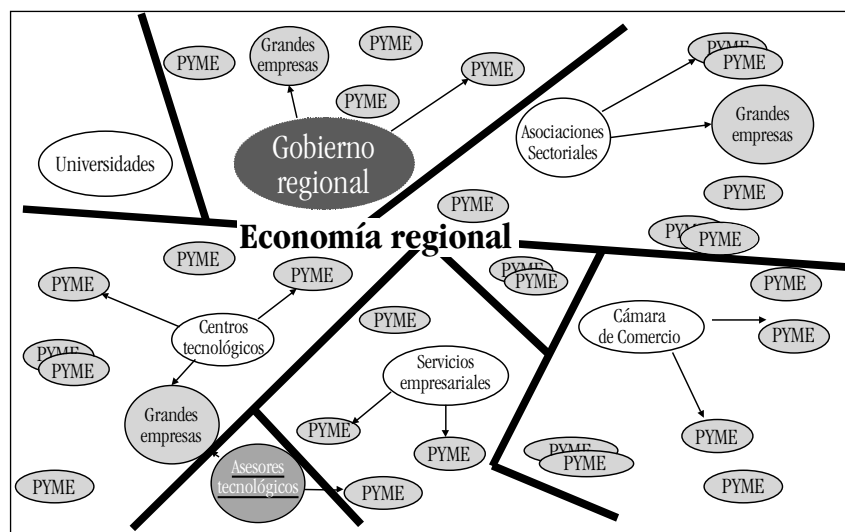 PYME
Grandes
empresas
PYME
PYME
PYME
Gobierno
regional
Universidades
PYME
PYME
Asociaciones
Sectoriales
Grandes
empresas
PYME
PYME
PYME
PYME
Economía regional
PYME
PYME
PYME
Centros
tecnológicos
PYME
PYME
Grandes
empresas
PYME
PYME
PYME
PYME
Servicios
empresariales
PYME
PYME
Asesores
tecnológicos
PYME
PYME
Cámara
de Comercio
PYME
PYME
PYME
PYME
PYME